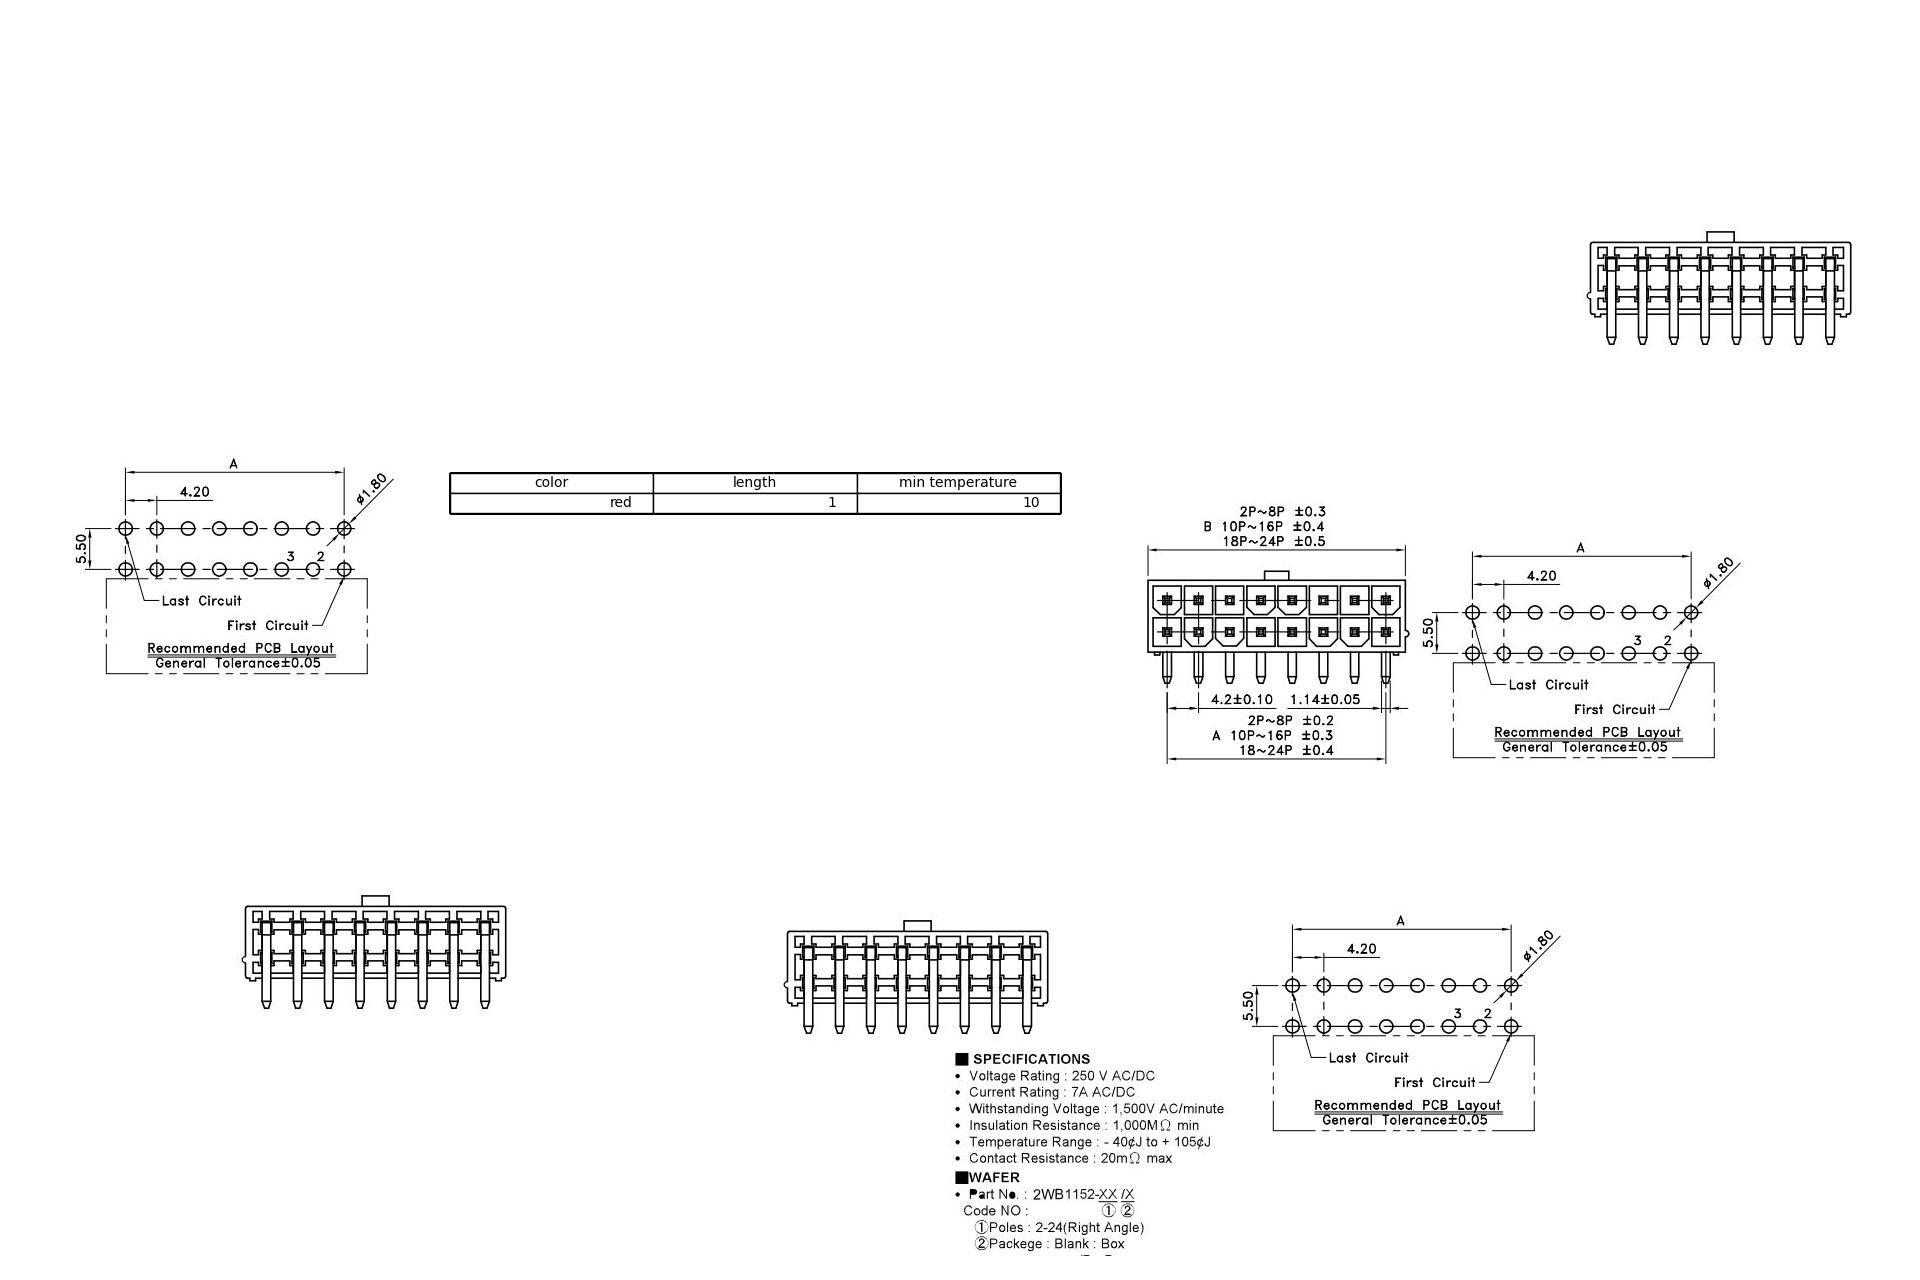 A
4.20
ø1.80
5.50
3 2
Last Circuit
First Circuit
Recommended PCB Layout
General Tolerance±0.05
color length min temperature
red 1 10
2P~8P ±0.3
B 10P~16P ±0.4
18P~24P ±0.5
4.2±0.10 1.14±0.05
2P~8P ±0.2
A 10P~16P ±0.3
18~24P ±0.4
A
4.20
ø1.80
5.50
3 2
Last Circuit
First Circuit
Recommended PCB Layout
General Tolerance±0.05
A
4.20
ø1.80
5.50
3 2
Last Circuit
First Circuit
Recommended PCB Layout
General Tolerance±0.05
■ SPECIFICATIONS
• Voltage Rating : 250 V AC/DC
• Current Rating : 7A AC/DC
• Withstanding Voltage : 1,500V AC/minute
• Insulation Resistance : 1,000MΩ min
• Temperature Range : - 40¢J to + 105¢J
• Contact Resistance : 20mΩ max
■WAFER
• Part No. : 2WB1152-XX /X
Code NO : ① ②
①Poles : 2-24(Right Angle)
②Packege : Blank : Box